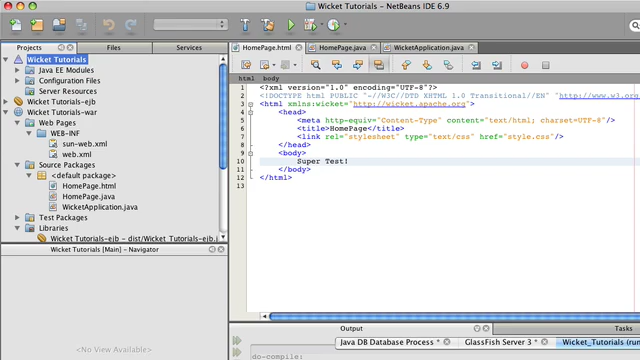 Wicket Tutorials - NetBeans IDE 6.9
Projects
Files
Services
HomePage.html
HomePage.java
WicketApplication.java
html body
Wicket Tutorials
Java EE Modules
Configuration Files
Server Resources
Wicket Tutorials-ejb
Wicket Tutorials-war
Web Pages
WEB-INF
sun-web.xml
web.xml
Source Packages
<default package>
HomePage.html
HomePage.java
WicketApplication.java
Test Packages
Libraries
Wicket Tutorials-ejb - dist/Wicket_Tutorials-ejb.j
1 <?xml version="1.0" encoding="UTF-8"?>
2 <!DOCTYPE html PUBLIC "-//W3C//DTD XHTML 1.0 Transitional//EN" "http://www.w3.org
3 <html xmlns:wicket="http://wicket.apache.org">
4 <head>
5 <meta http-equiv="Content-Type" content="text/html; charset=UTF-8"/>
6 <title>HomePage</title>
7 <link rel="stylesheet" type="text/css" href="style.css"/>
8 </head>
9 <body>
10 Super Test!
11 </body>
12 </html>
13
Wicket Tutorials [Main] - Navigator
<No View Available>
Output
Tasks
Java DB Database Process
GlassFish Server 3
Wicket_Tutorials (run
do-compile: